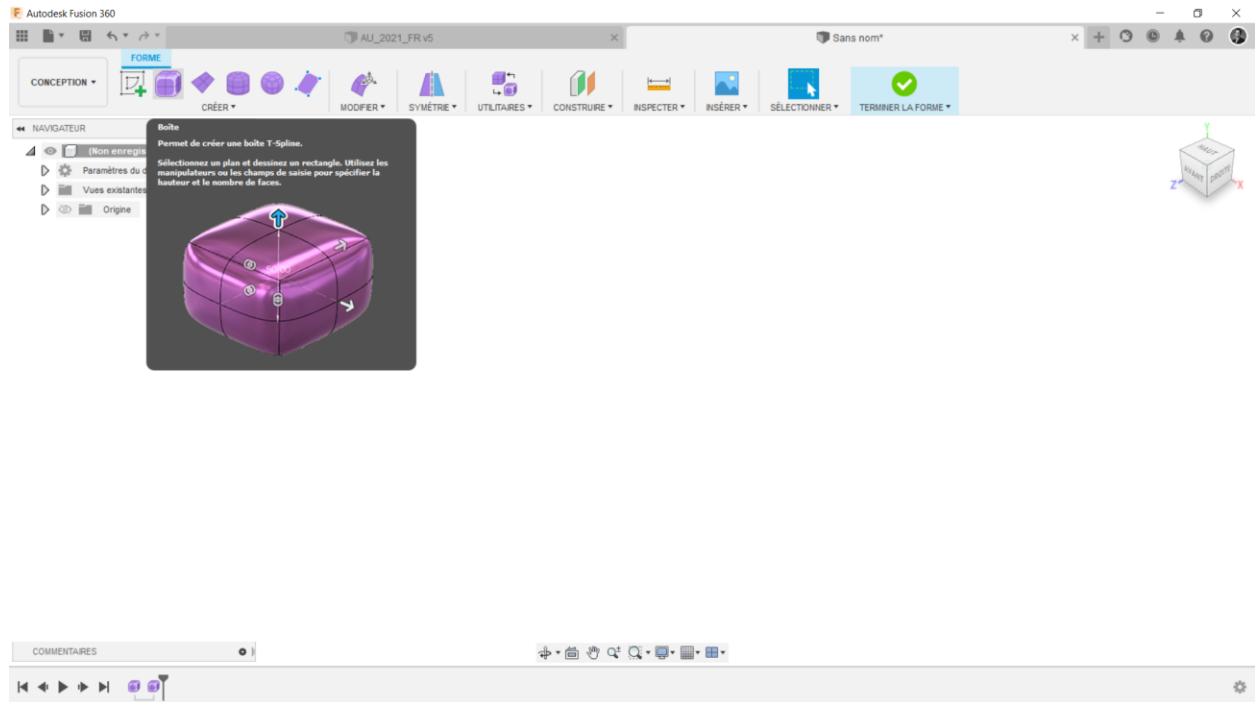 Autodesk Fusion 360
AU_2021_FR v5
Sans nom*
FORME
CONCEPTION
CRÉER
MODIFIER
SYMÉTRIE
UTILITAIRES
CONSTRUIRE
INSPECTER
INSÉRER
SÉLECTIONNER
TERMINER LA FORME
NAVIGATEUR
(Non enregis
Paramètres du d
Vues existantes
Origine
Boîte
Permet de créer une boîte T-Spline.
Sélectionnez un plan et dessinez un rectangle. Utilisez les
manipulateurs ou les champs de saisie pour spécifier la
hauteur et le nombre de faces.
Y
HAUT
AVANT
DROITE
Z
X
COMMENTAIRES